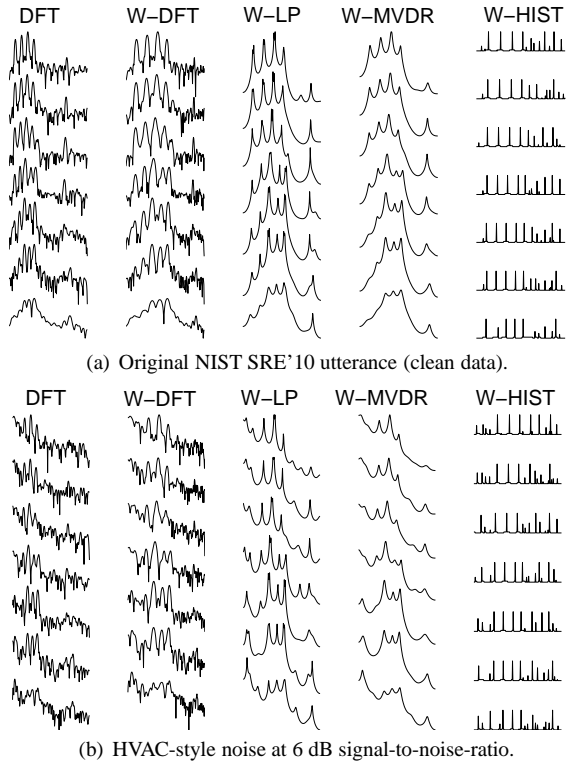 DFT W−DFT W−LP W−MVDR W−HIST
(a) Original NIST SRE'10 utterance (clean data).
DFT W−DFT W−LP W−MVDR W−HIST
(b) HVAC-style noise at 6 dB signal-to-noise-ratio.